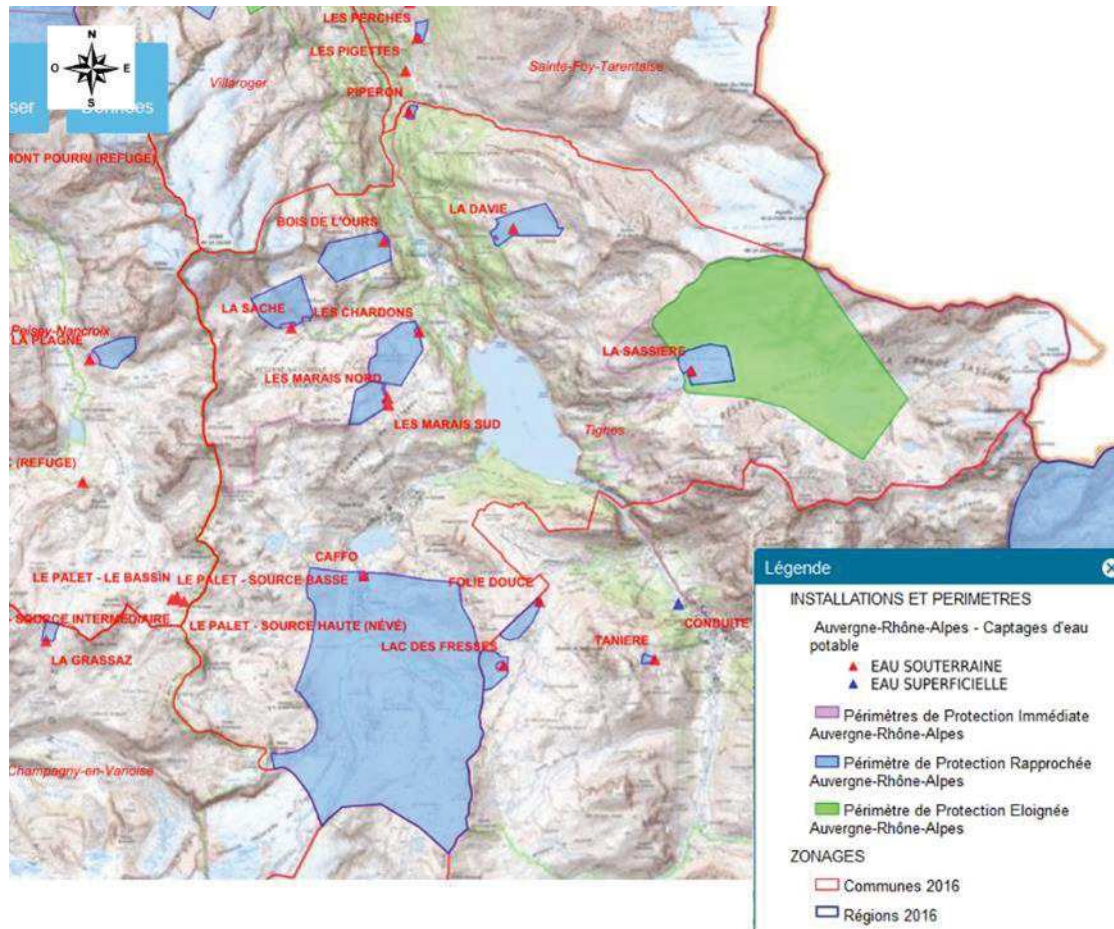 LES PERCHES
N
LES PIGETTES
Sainte-Foy-Tarentaise
O
E
Villaroger
S
ser
Données
PIPERON
MONT POURRI (REFUGE)
LA DAVIE
BOIS DE L'OURS
LA SACHE
LES CHARDONS
Peisey-Nancroix
LA PLAGNE
LA SASSIERE
LES MARAIS NORD
LES MARAIS SUD
Tignes
(REFUGE)
CAFFO
LE PALET - LE BASSIN
LE PALET - SOURCE BASSE
FOLIE DOUCE
- SOURCE INTERMÉDIAIRE
LE PALET - SOURCE HAUTE (NÉVÉ)
CONDUITE
LAC DES FRESSES
TANIERE
LA GRASSAZ
Champagny-en-Vanoise
Légende
INSTALLATIONS ET PERIMETRES
Auvergne-Rhône-Alpes - Captages d'eau
potable
EAU SOUTERRAINE
EAU SUPERFICIELLE
Périmètres de Protection Immédiate
Auvergne-Rhône-Alpes
Périmètre de Protection Rapprochée
Auvergne-Rhône-Alpes
Périmètre de Protection Eloignée
Auvergne-Rhône-Alpes
ZONAGES
Communes 2016
Régions 2016